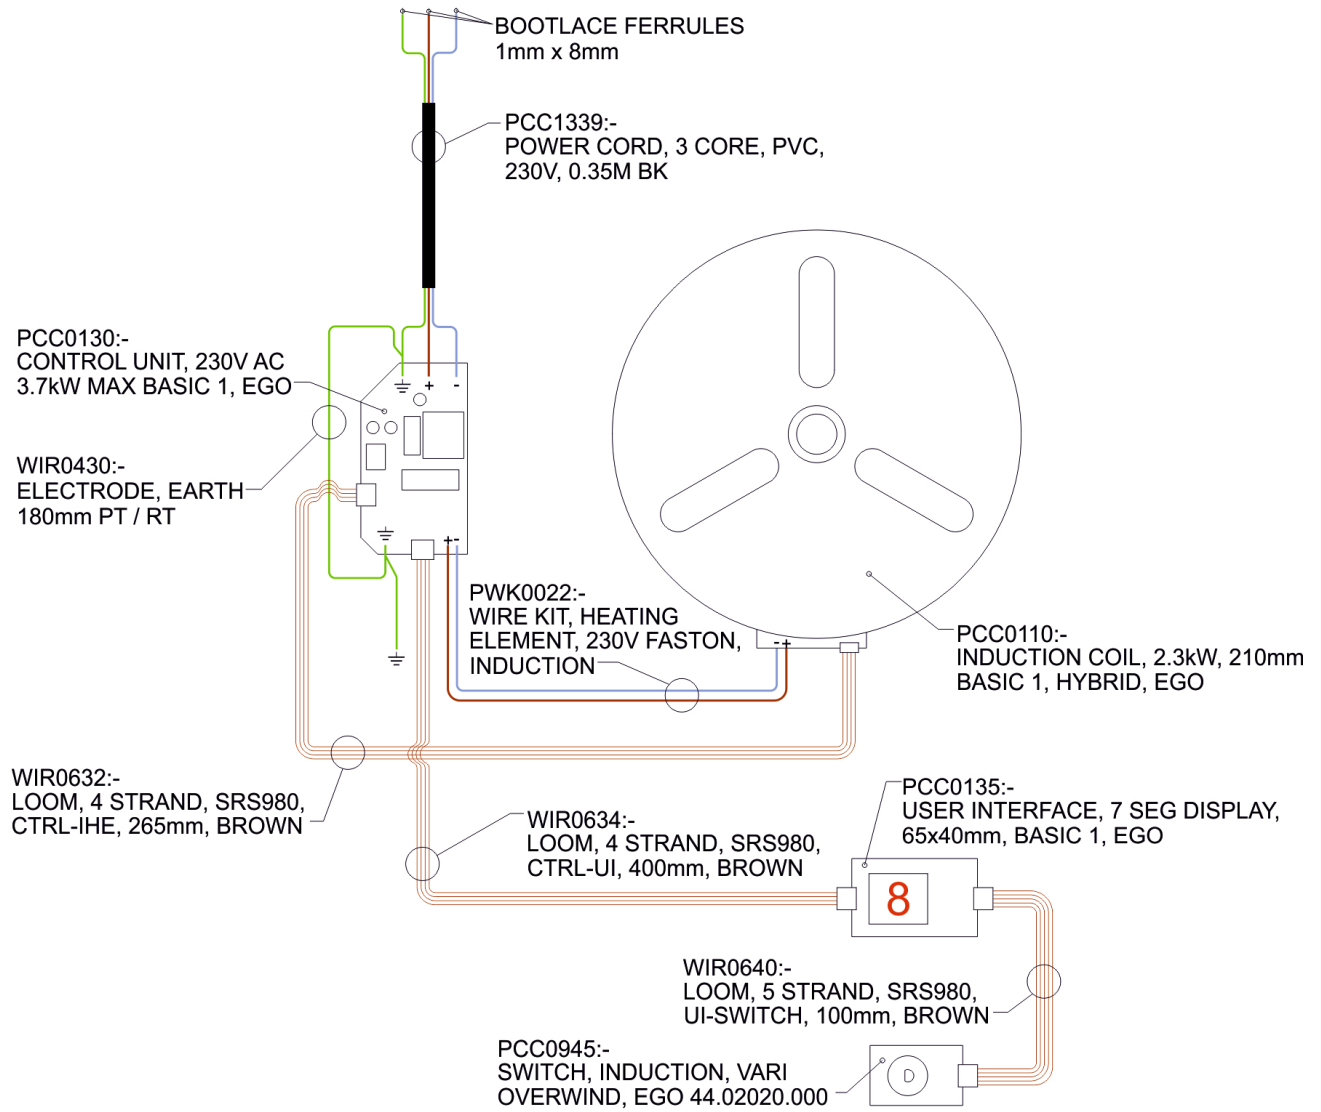 BOOTLACE FERRULES
1mm x 8mm
PCC1339:-
POWER CORD, 3 CORE, PVC,
230V, 0.35M BK
PCC0130:-
CONTROL UNIT, 230V AC
3.7kW MAX BASIC 1, EGO
+ -
WIR0430:-
ELECTRODE, EARTH
180mm PT / RT
+-
PWK0022:-
WIRE KIT, HEATING
ELEMENT, 230V FASTON,
INDUCTION
-+
PCC0110:-
INDUCTION COIL, 2.3kW, 210mm
BASIC 1, HYBRID, EGO
WIR0632:-
LOOM, 4 STRAND, SRS980,
CTRL-IHE, 265mm, BROWN
WIR0634:-
LOOM, 4 STRAND, SRS980,
CTRL-UI, 400mm, BROWN
PCC0135:-
USER INTERFACE, 7 SEG DISPLAY,
65x40mm, BASIC 1, EGO
8
WIR0640:-
LOOM, 5 STRAND, SRS980,
UI-SWITCH, 100mm, BROWN
PCC0945:-
SWITCH, INDUCTION, VARI
OVERWIND, EGO 44.02020.000
D